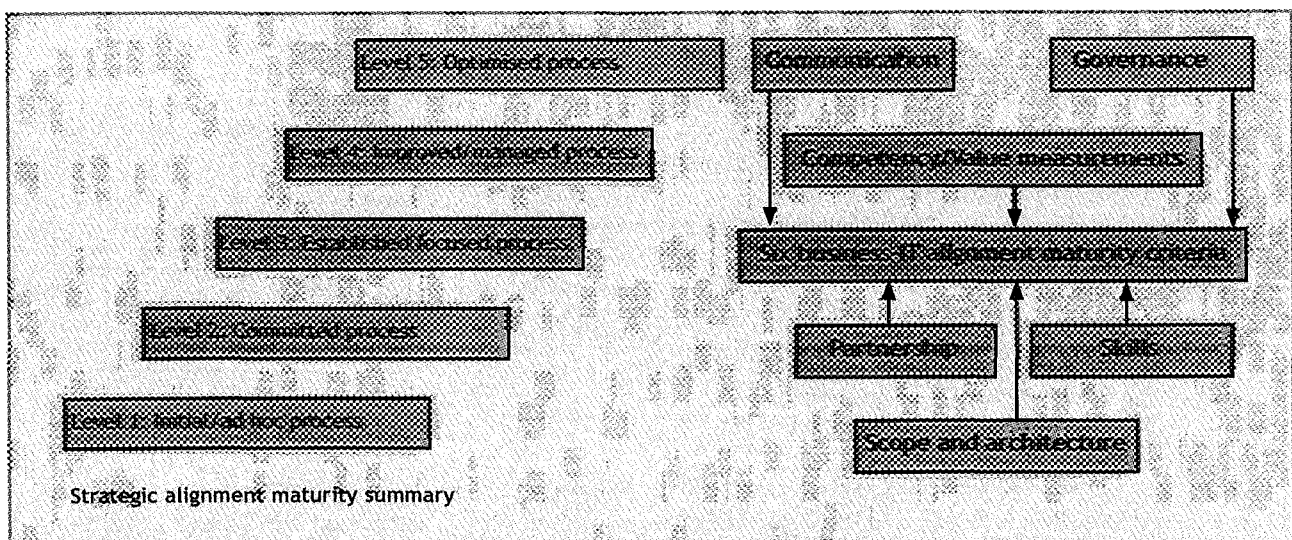 Level 5: Optimised process
Level 4: Improved/managed process
Level 3: Established focused process
Level 2: Committed process
Level 1: Initial/ad hoc process
Strategic alignment maturity summary
Communication
Governance
Competency/Value measurements
Six business-IT alignment maturity criteria
Partnership
Skills
Scope and architecture